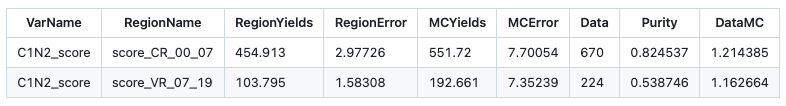 VarName RegionName RegionYields RegionError MCYields MCError Data Purity DataMC
C1N2_score score_CR_00_07 454.913 2.97726 551.72 7.70054 670 0.824537 1.214385
C1N2_score score_VR_07_19 103.795 1.58308 192.661 7.35239 224 0.538746 1.162664